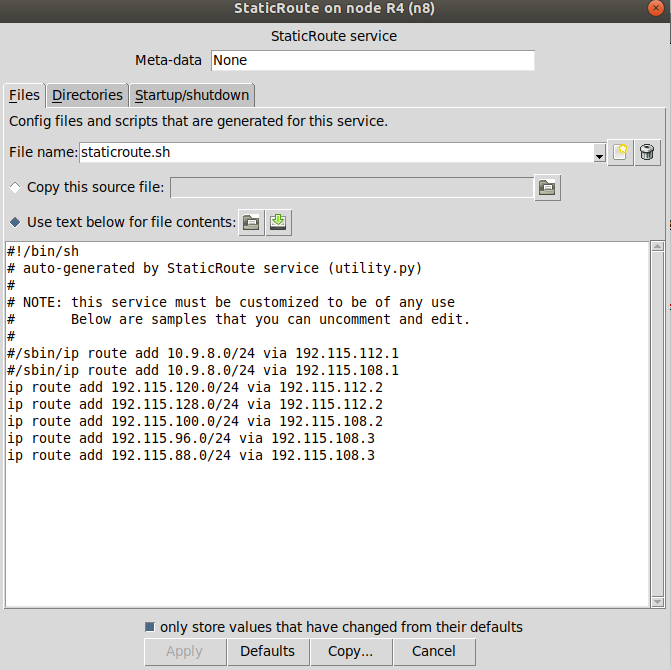 StaticRoute on node R4 (n8)
StaticRoute service
Meta-data None
Files Directories Startup/shutdown
Config files and scripts that are generated for this service.
File name: staticroute.sh
Copy this source file:
Use text below for file contents:
#!/bin/sh
# auto-generated by StaticRoute service (utility.py)
#
# NOTE: this service must be customized to be of any use
#       Below are samples that you can uncomment and edit.
#
#/sbin/ip route add 10.9.8.0/24 via 192.115.112.1
#/sbin/ip route add 10.9.8.0/24 via 192.115.108.1
ip route add 192.115.120.0/24 via 192.115.112.2
ip route add 192.115.128.0/24 via 192.115.112.2
ip route add 192.115.100.0/24 via 192.115.108.2
ip route add 192.115.96.0/24 via 192.115.108.3
ip route add 192.115.88.0/24 via 192.115.108.3
only store values that have changed from their defaults
Apply Defaults Copy... Cancel